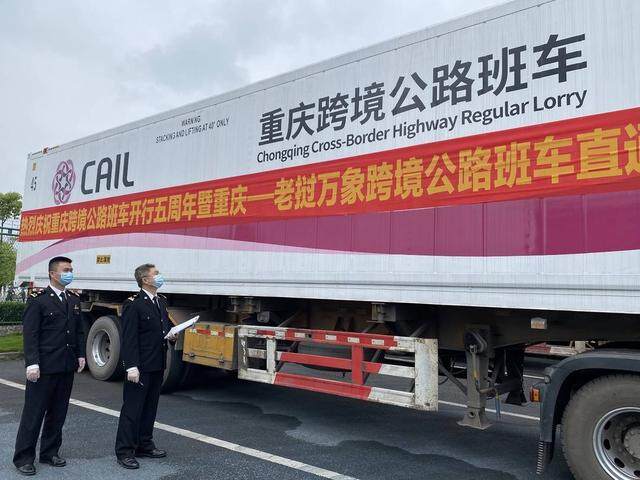 重庆跨境公路班车
Chongqing Cross-Border Highway Regular Lorry
WARNING
STACKING AND LIFTING AT 40' ONLY
45
CAIL
热烈庆祝重庆跨境公路班车开行五周年暨重庆—老挝万象跨境公路班车直通